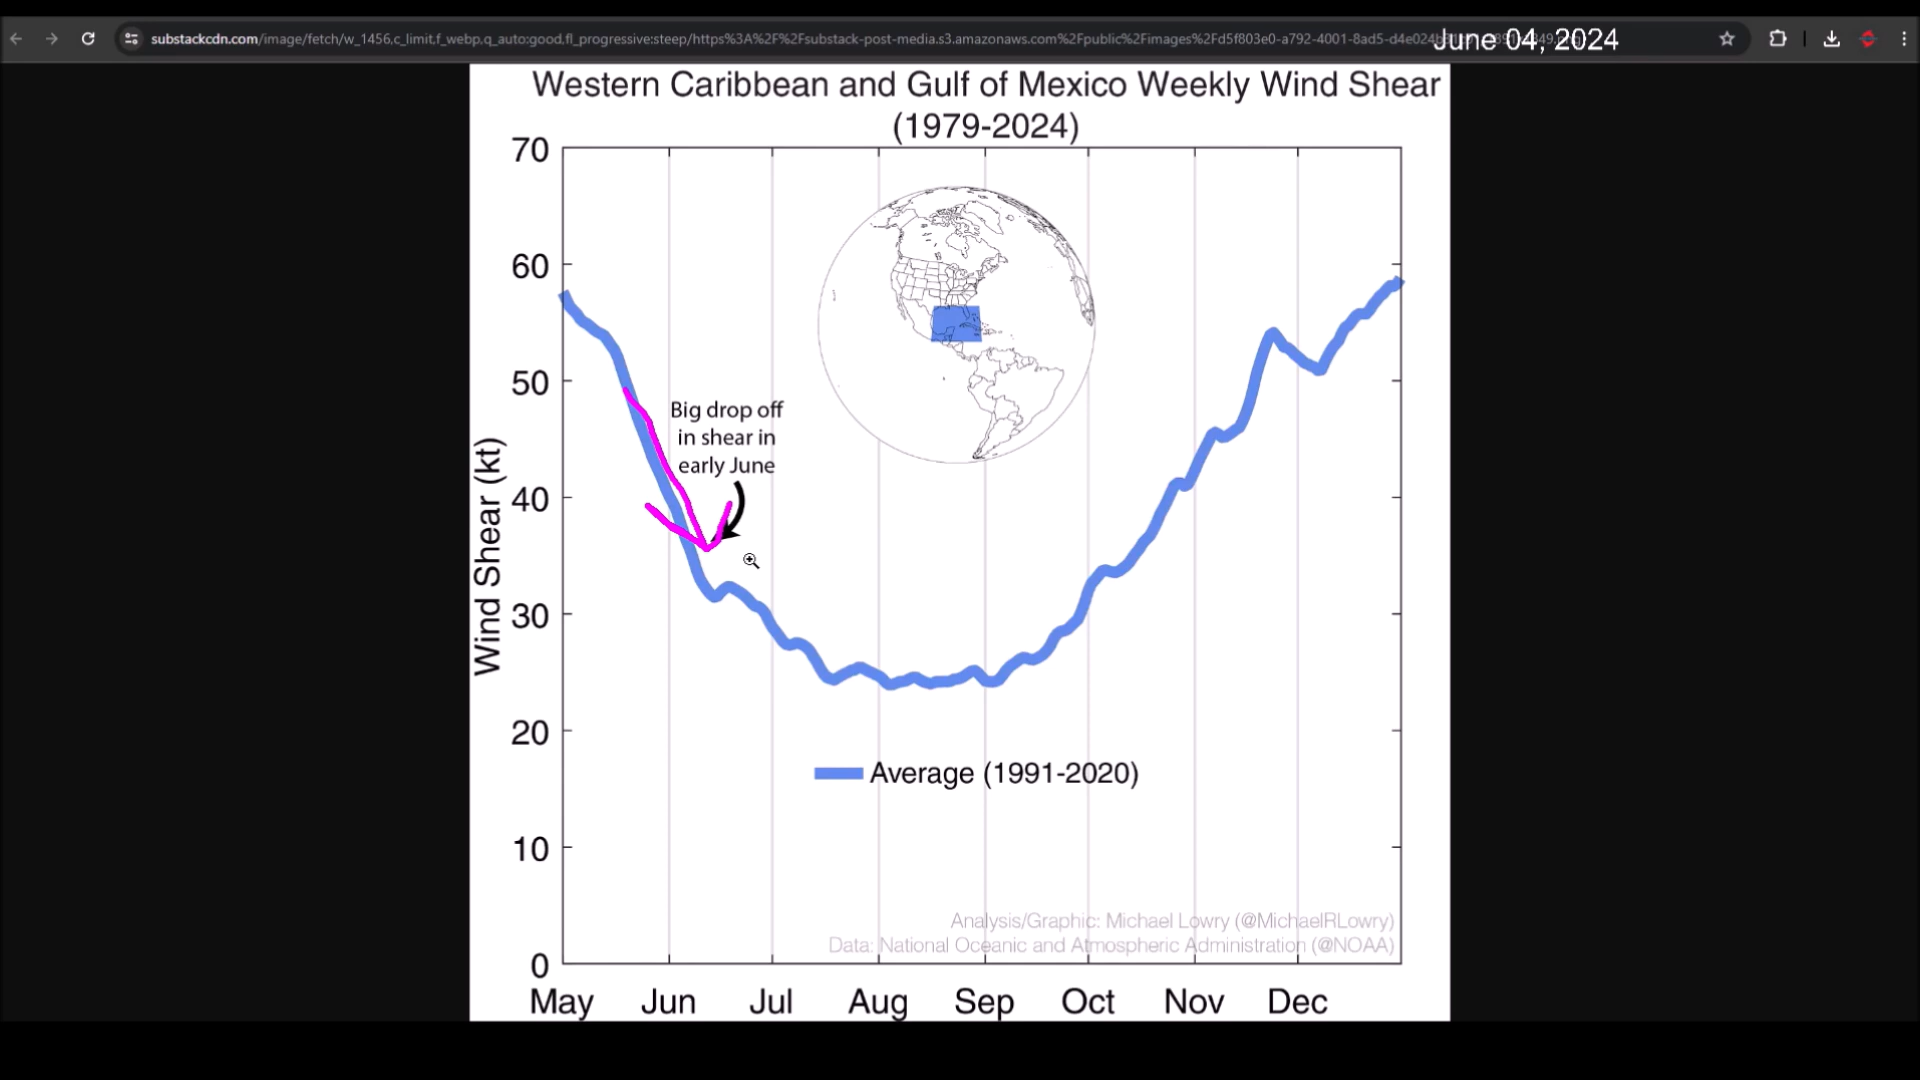 substackcdn.com/image/fetch/w_1456,c_limit,f_webp,q_auto:good,fl_progressive:steep/https%3A%2F%2Fsubstack-post-media.s3.amazonaws.com%2Fpublic%2Fimages%2Fd5f803e0-a792-4001-8ad5-d4e024b
June 04, 2024
Western Caribbean and Gulf of Mexico Weekly Wind Shear
(1979-2024)
70
60
50
40
30
20
10
0
Wind Shear (kt)
Big drop off
in shear in
early June
Average (1991-2020)
Analysis/Graphic: Michael Lowry (@MichaelRLowry)
Data: National Oceanic and Atmospheric Administration (@NOAA)
May Jun Jul Aug Sep Oct Nov Dec